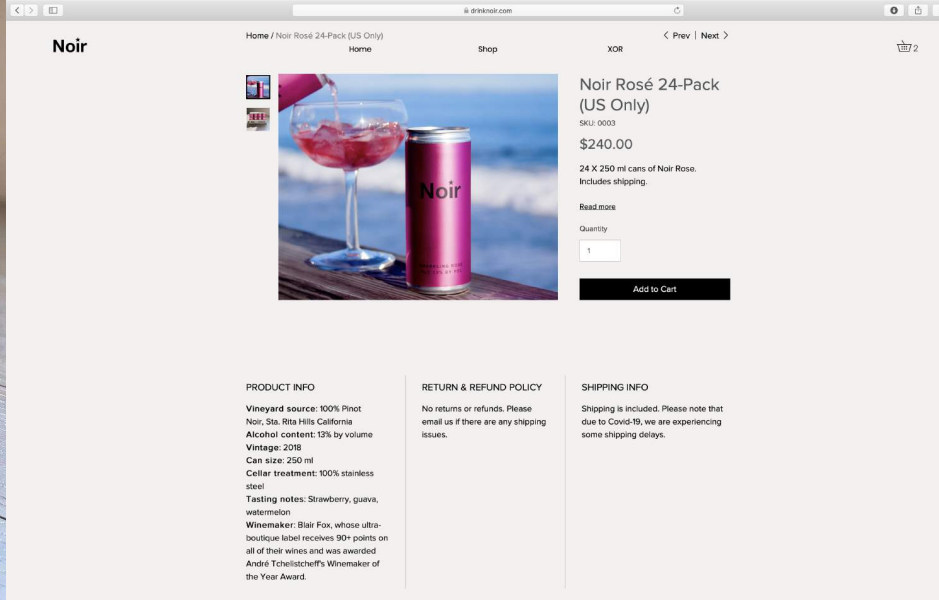 drinknoir.com
Noir
Home / Noir Rosé 24-Pack (US Only)
Prev | Next
Home
Shop
XOR
2
Noir Rosé 24-Pack
(US Only)
SKU: 0003
$240.00
24 X 250 ml cans of Noir Rose.
Includes shipping.
Read more
Quantity
1
Add to Cart
Noir
PRODUCT INFO
Vineyard source: 100% Pinot
Noir, Sta. Rita Hills California
Alcohol content: 13% by volume
Vintage: 2018
Can size: 250 ml
Cellar treatment: 100% stainless
steel
Tasting notes: Strawberry, guava,
watermelon
Winemaker: Blair Fox, whose ultra-
boutique label receives 90+ points on
all of their wines and was awarded
André Tchelistcheff's Winemaker of
the Year Award.
RETURN & REFUND POLICY
No returns or refunds. Please
email us if there are any shipping
issues.
SHIPPING INFO
Shipping is included. Please note that
due to Covid-19, we are experiencing
some shipping delays.